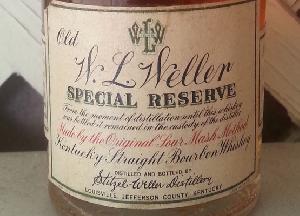 Old
W. L. Weller
SPECIAL RESERVE
From the moment of distillation until this whiskey
was bottled it remained in the custody of the distiller
Made by the Original Sour Mash Method
Kentucky Straight Bourbon Whiskey
DISTILLED AND BOTTLED BY
Stitzel-Weller Distillery
LOUISVILLE, JEFFERSON COUNTY, KENTUCKY